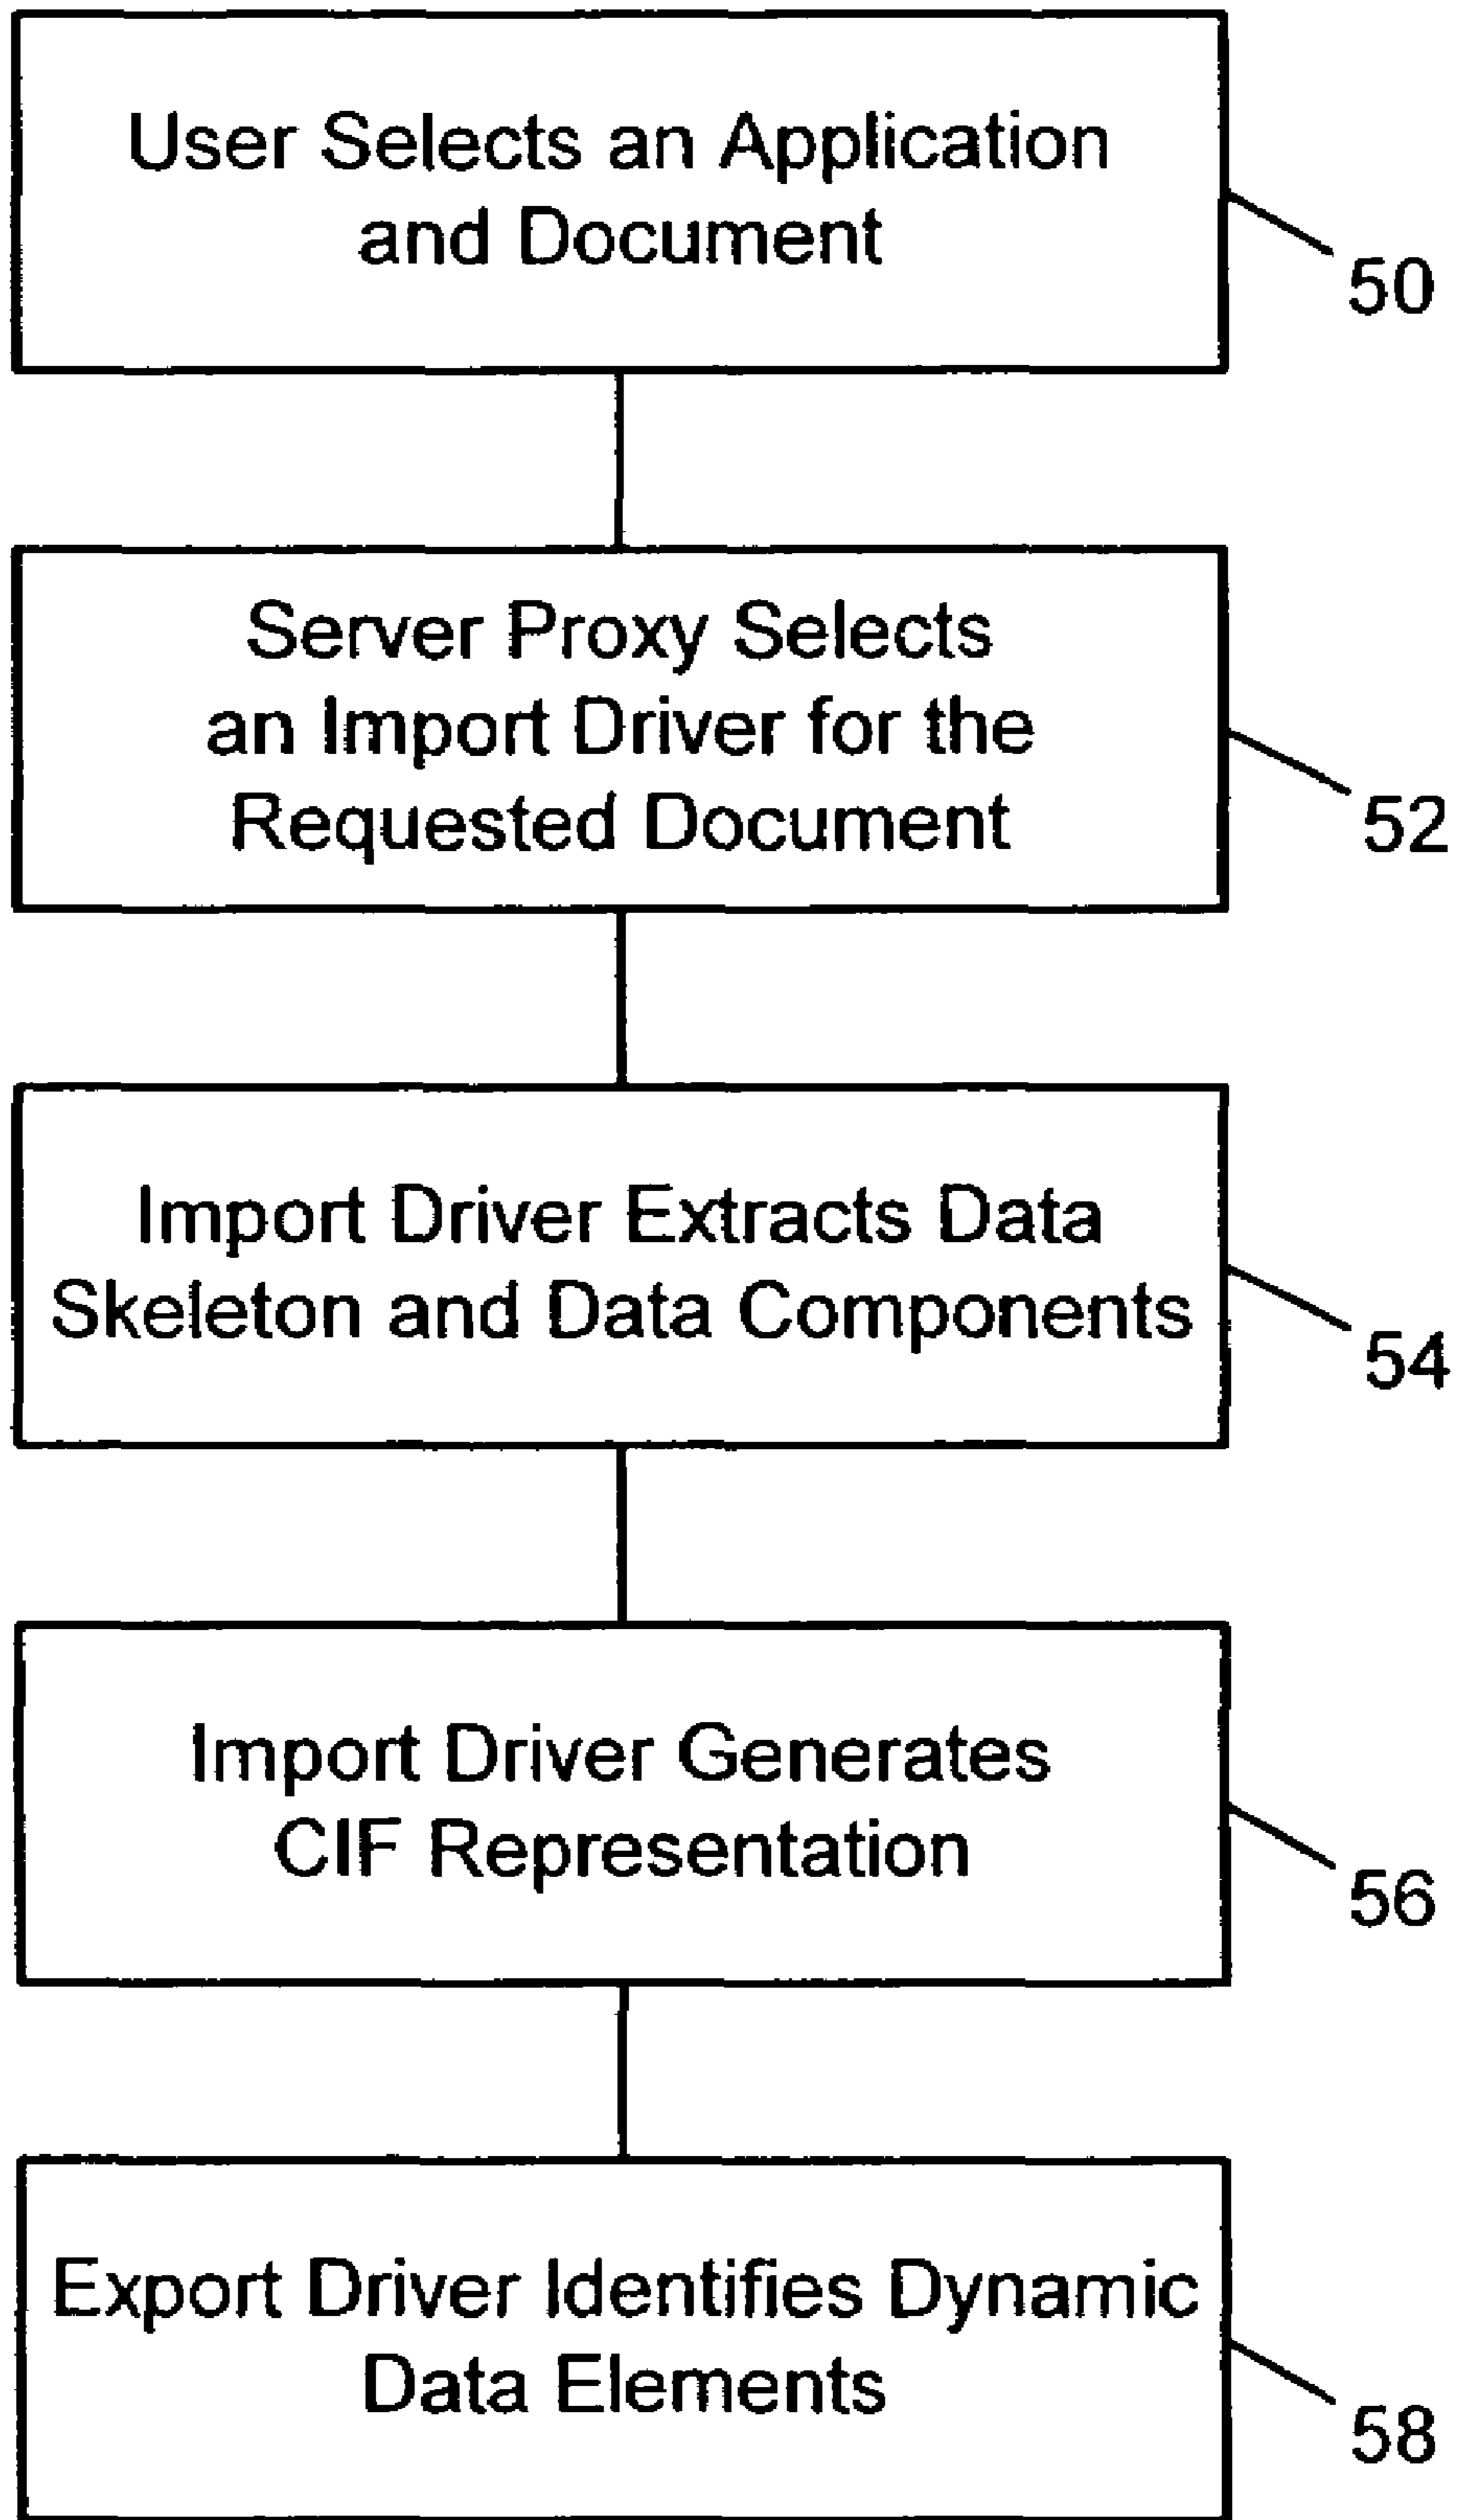 User Selects an Application
and Document
50
Server Proxy Selects
an Import Driver for the
Requested Document
52
Import Driver Extracts Data
Skeleton and Data Components
54
Import Driver Generates
CIF Representation
56
Export Driver Identifies Dynamic
Data Elements
58